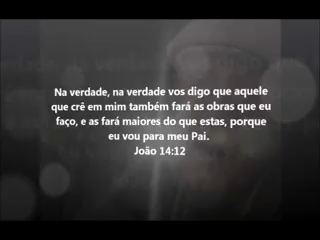 Na verdade, na verdade vos digo que aquele
que crê em mim também fará as obras que eu
faço, e as fará maiores do que estas, porque
eu vou para meu Pai.
João 14:12